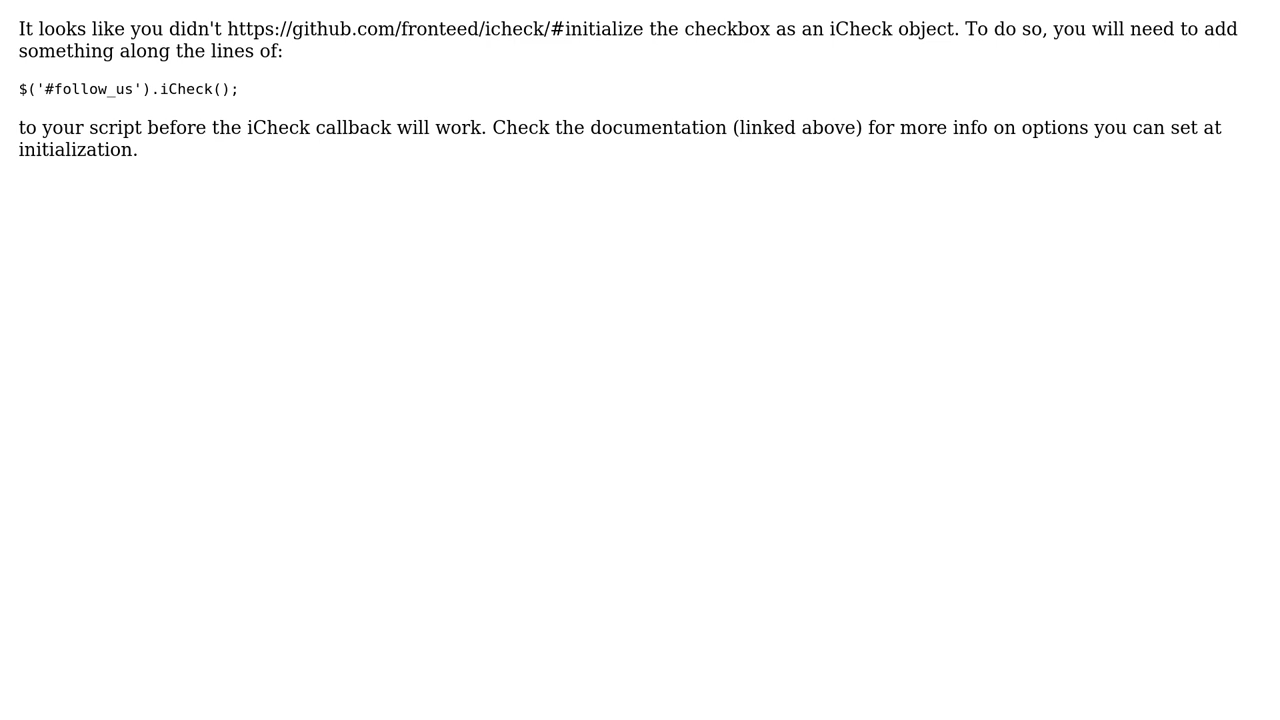 It looks like you didn't https://github.com/fronteed/icheck/#initialize the checkbox as an iCheck object. To do so, you will need to add
something along the lines of:
$('#follow_us').iCheck();
to your script before the iCheck callback will work. Check the documentation (linked above) for more info on options you can set at
initialization.